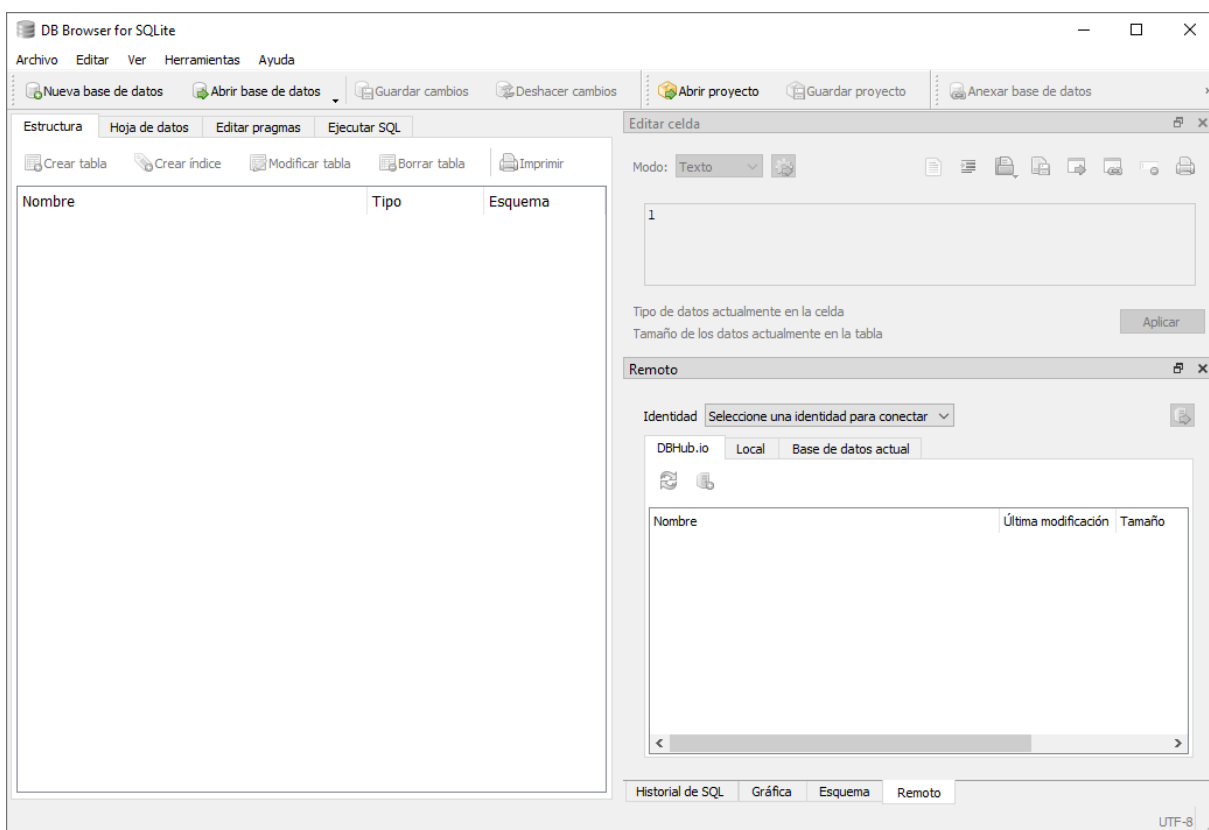 DB Browser for SQLite
Archivo Editar Ver Herramientas Ayuda
Nueva base de datos Abrir base de datos Guardar cambios Deshacer cambios Abrir proyecto Guardar proyecto Anexar base de datos
Estructura Hoja de datos Editar pragmas Ejecutar SQL
Crear tabla Crear índice Modificar tabla Borrar tabla Imprimir
Nombre Tipo Esquema
Editar celda
Modo: Texto
1
Tipo de datos actualmente en la celda
Tamaño de los datos actualmente en la tabla
Aplicar
Remoto
Identidad Seleccione una identidad para conectar
DBHub.io Local Base de datos actual
Nombre Última modificación Tamaño
Historial de SQL Gráfica Esquema Remoto
UTF-8